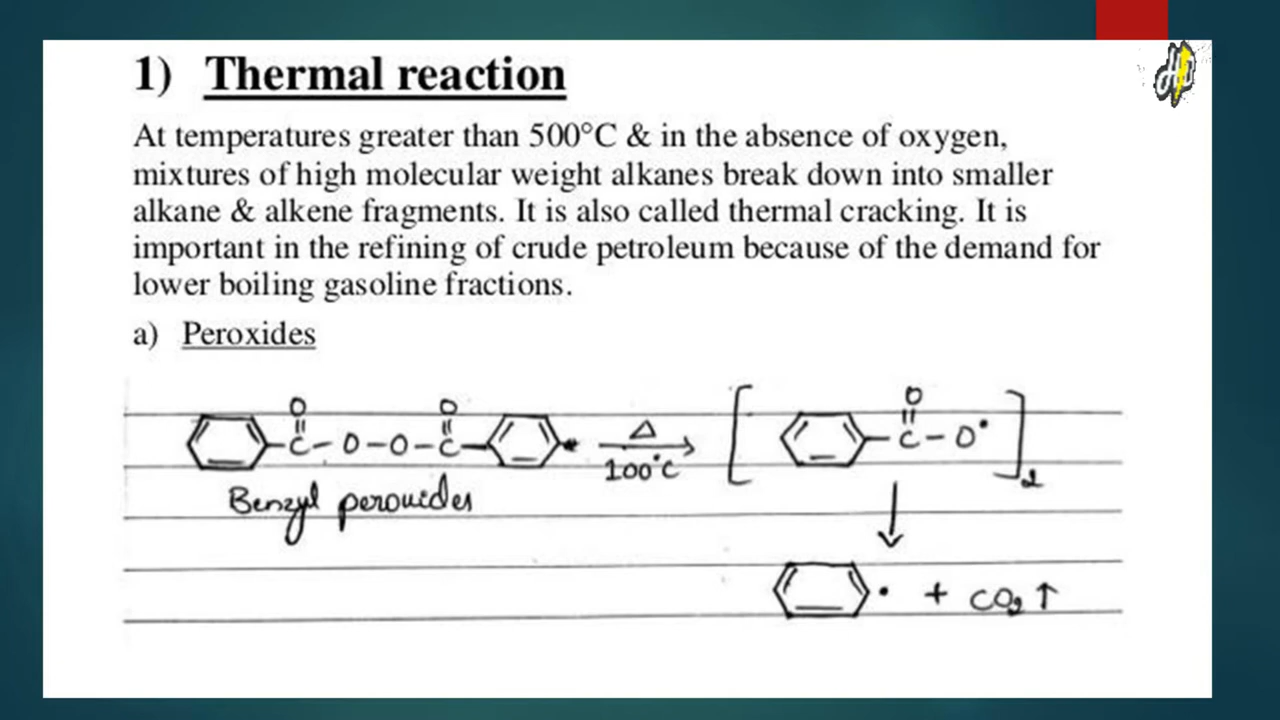 1) Thermal reaction
At temperatures greater than 500°C & in the absence of oxygen,
mixtures of high molecular weight alkanes break down into smaller
alkane & alkene fragments. It is also called thermal cracking. It is
important in the refining of crude petroleum because of the demand for
lower boiling gasoline fractions.
a) Peroxides
O O O
C-O-O-C Δ [ C-O• ]2
100°C
Benzyl perouides
• + CO2 ↑